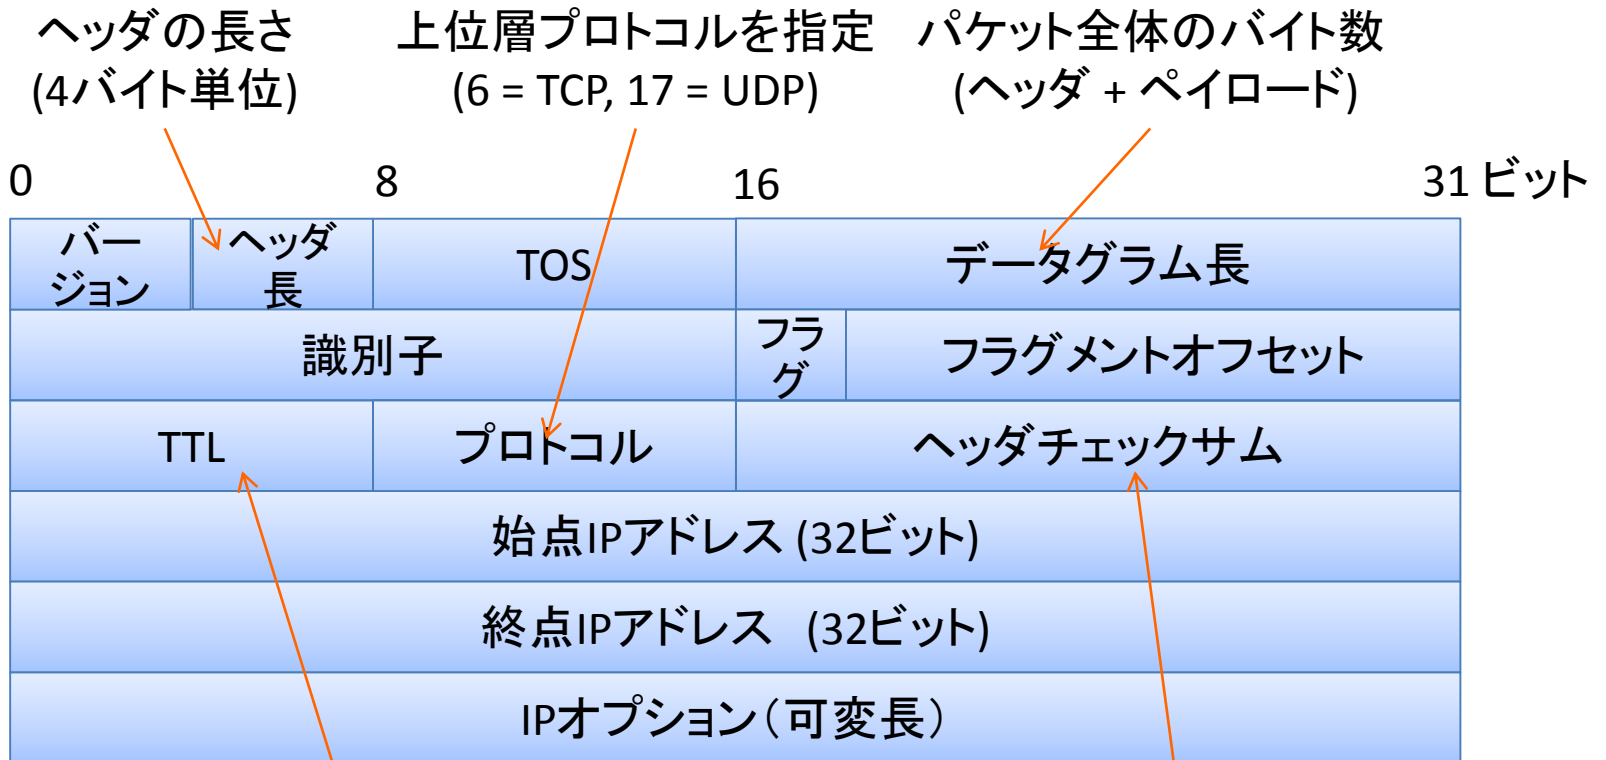 ヘッダの長さ
(4バイト単位)
上位層プロトコルを指定
(6 = TCP, 17 = UDP)
パケット全体のバイト数
(ヘッダ + ペイロード)
0
8
16
31 ビット
バー
ジョン
ヘッダ
長
TOS
データグラム長
識別子
フラ
グ
フラグメントオフセット
TTL
プロトコル
ヘッダチェックサム
始点IPアドレス (32ビット)
終点IPアドレス (32ビット)
IPオプション（可変長）